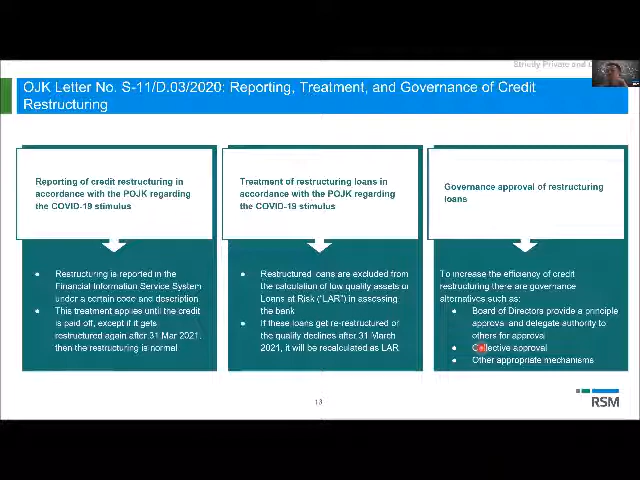 Strictly Private and
OJK Letter No. S-11/D.03/2020: Reporting, Treatment, and Governance of Credit
Restructuring
Reporting of credit restructuring in
accordance with the POJK regarding
the COVID-19 stimulus
• Restructuring is reported in the
Financial Information Service System
under a certain code and description
• This treatment applies until the credit
is paid off, except if it gets
restructured again after 31 Mar 2021,
then the restructuring is normal
Treatment of restructuring loans in
accordance with the POJK regarding
the COVID-19 stimulus
• Restructured loans are excluded from
the calculation of low quality assets or
Loans at Risk ("LAR") in assessing
the bank
• If these loans get re-restructured or
the quality declines after 31 March
2021, it will be recalculated as LAR
Governance approval of restructuring
loans
To increase the efficiency of credit
restructuring there are governance
alternatives such as:
• Board of Directors provide a principle
approval and delegate authority to
others for approval
• Collective approval
• Other appropriate mechanisms
13
RSM